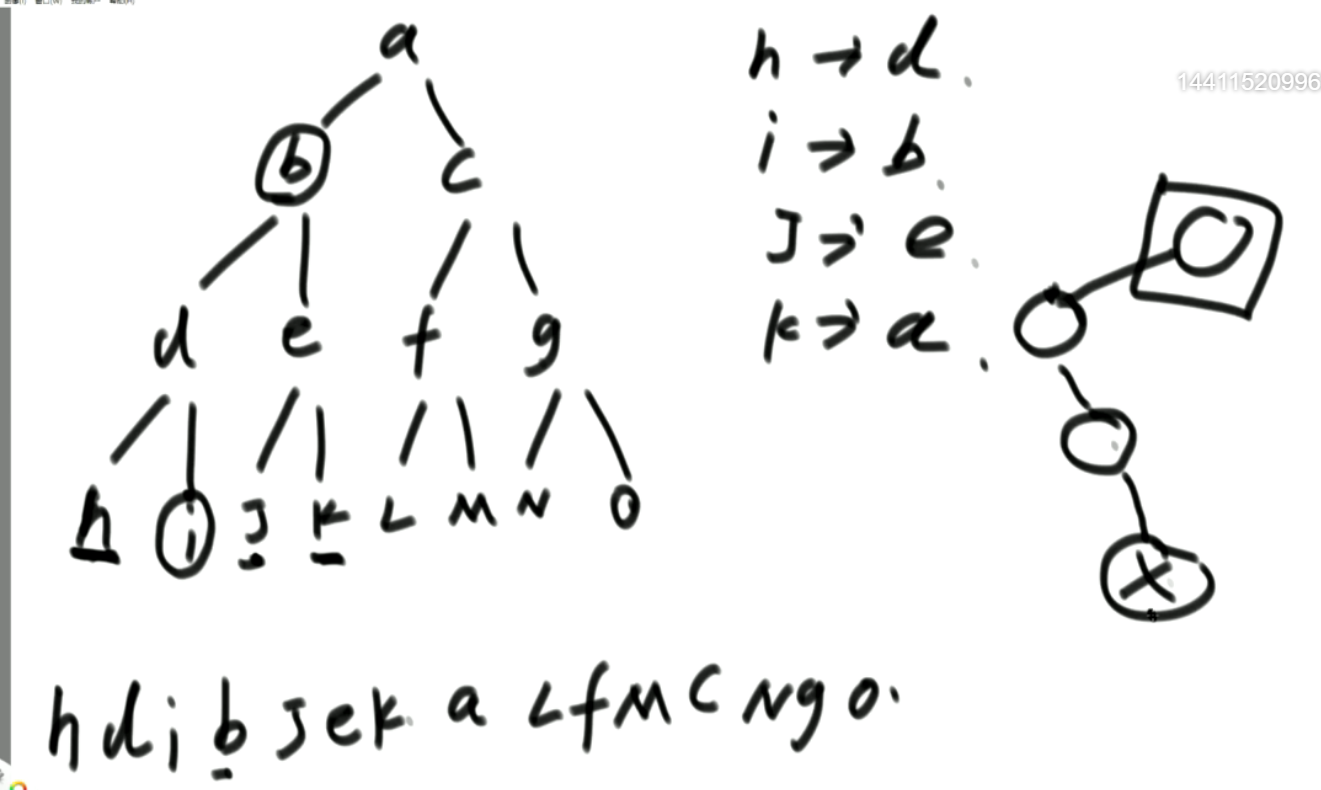 a
b c
d e f g
h i J K L M N O
h → d
i → b
J → e
k → a
14411520996
x
h d i b J e k a L f M C N g o